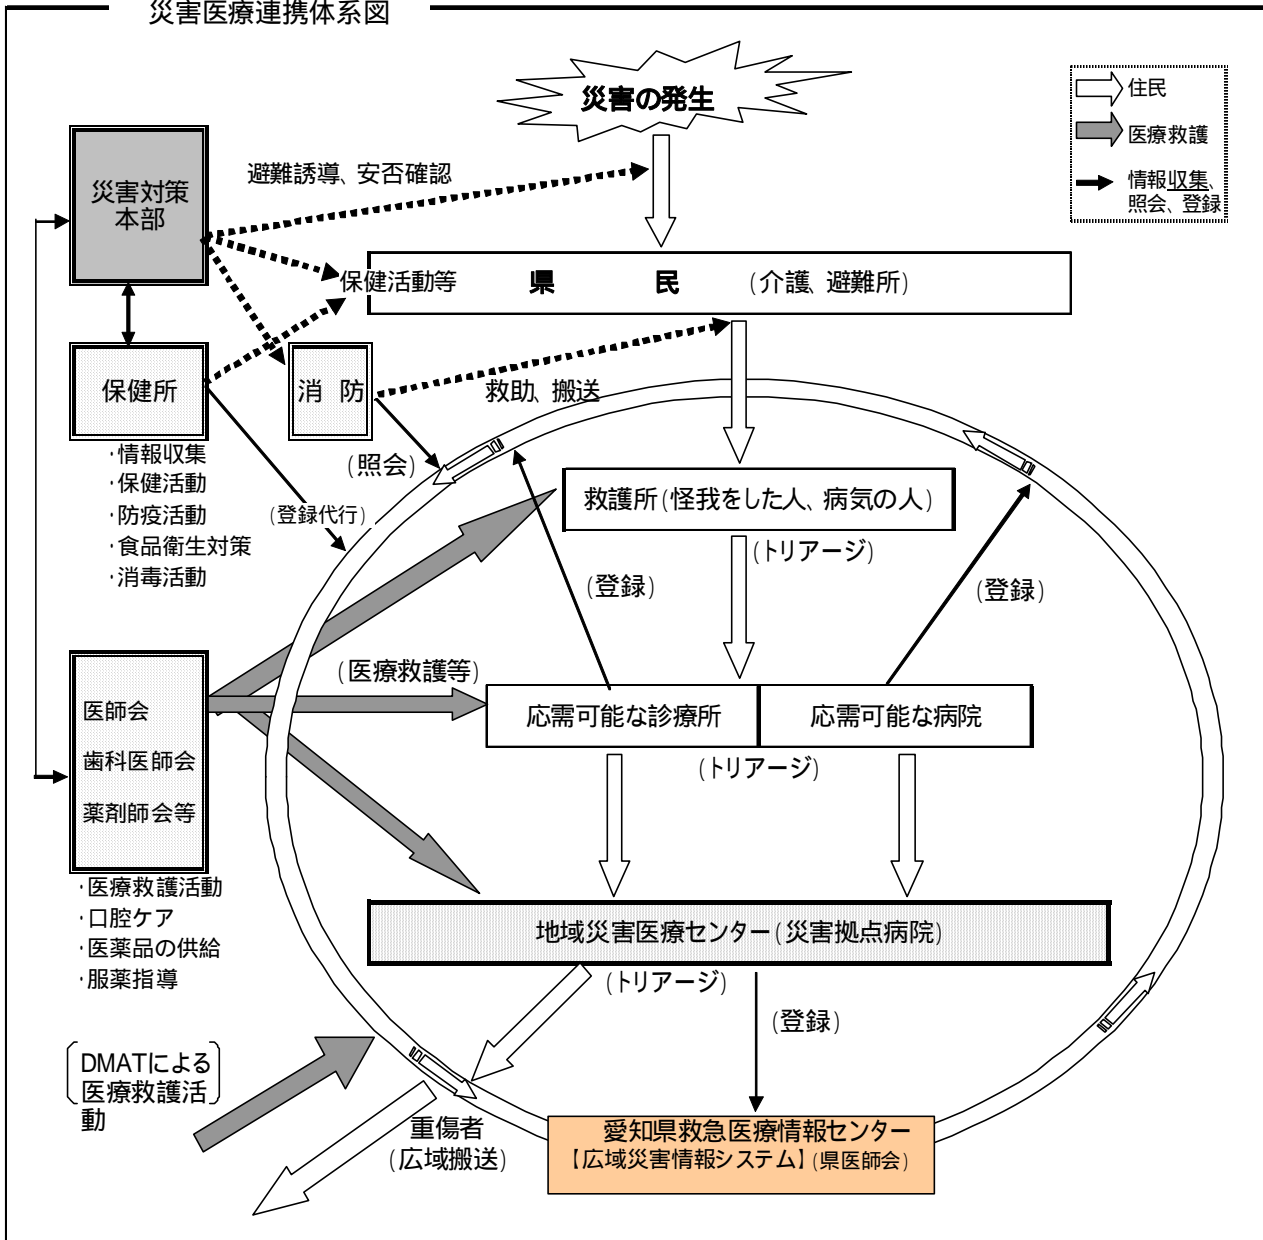 災害医療連携体系図
災害の発生
住民
医療救護
情報収集、
照会、登録
災害対策
本部
避難誘導、安否確認
保健活動等
県 民 (介護、避難所)
保健所
消 防
救助、搬送
・情報収集
・保健活動
・防疫活動
・食品衛生対策
・消毒活動
(照会)
(登録代行)
救護所(怪我をした人、病気の人)
(トリアージ)
(登録)
(登録)
(医療救護等)
医師会
歯科医師会
薬剤師会等
応需可能な診療所
応需可能な病院
(トリアージ)
・医療救護活動
・口腔ケア
・医薬品の供給
・服薬指導
地域災害医療センター(災害拠点病院)
(トリアージ)
(登録)
DMATによる
医療救護活
動
重傷者
(広域搬送)
愛知県救急医療情報センター
【広域災害情報システム】(県医師会)